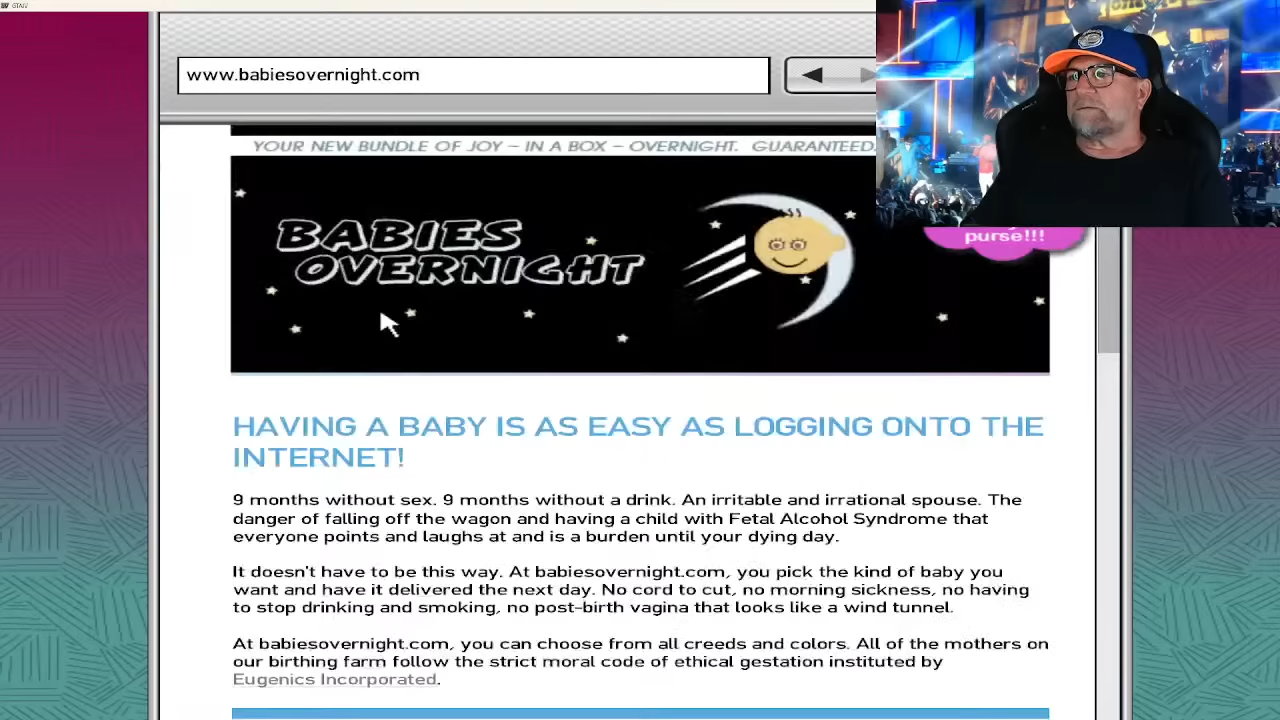 GTAIV
www.babiesovernight.com
YOUR NEW BUNDLE OF JOY – IN A BOX – OVERNIGHT. GUARANTEED.
purse!!!
BABIES
OVERNIGHT
HAVING A BABY IS AS EASY AS LOGGING ONTO THE
INTERNET!
9 months without sex. 9 months without a drink. An irritable and irrational spouse. The
danger of falling off the wagon and having a child with Fetal Alcohol Syndrome that
everyone points and laughs at and is a burden until your dying day.
It doesn't have to be this way. At babiesovernight.com, you pick the kind of baby you
want and have it delivered the next day. No cord to cut, no morning sickness, no having
to stop drinking and smoking, no post-birth vagina that looks like a wind tunnel.
At babiesovernight.com, you can choose from all creeds and colors. All of the mothers on
our birthing farm follow the strict moral code of ethical gestation instituted by
Eugenics Incorporated.